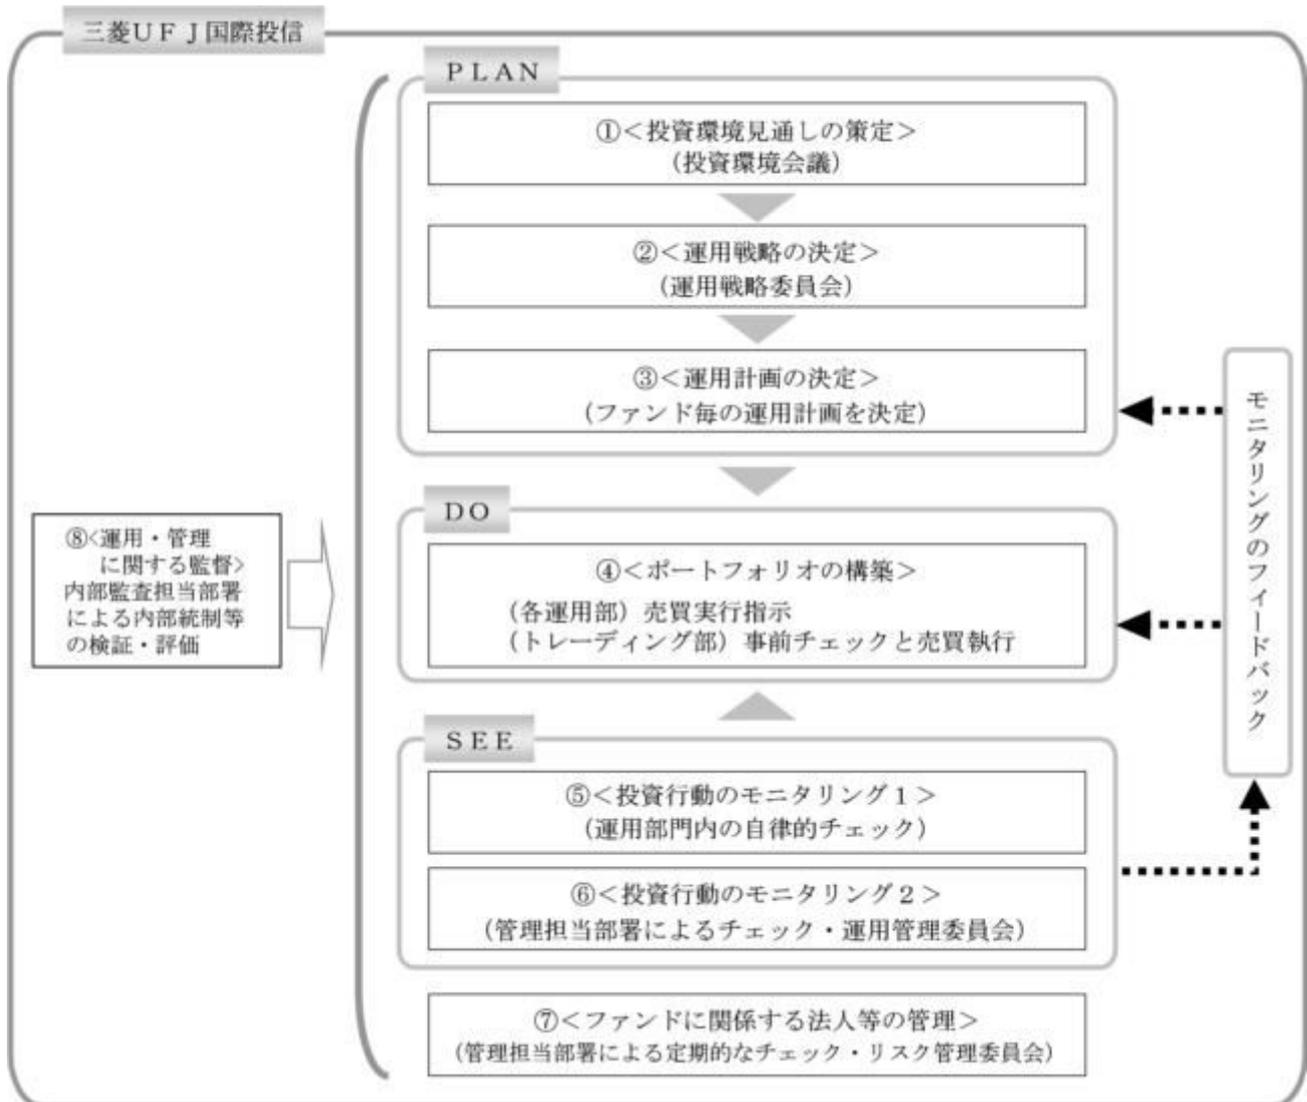 三菱ＵＦＪ国際投信
ＰＬＡＮ
①＜投資環境見通しの策定＞
（投資環境会議）
②＜運用戦略の決定＞
（運用戦略委員会）
③＜運用計画の決定＞
（ファンド毎の運用計画を決定）
ＤＯ
④＜ポートフォリオの構築＞
（各運用部）売買実行指示
（トレーディング部）事前チェックと売買執行
ＳＥＥ
⑤＜投資行動のモニタリング１＞
（運用部門内の自律的チェック）
⑥＜投資行動のモニタリング２＞
（管理担当部署によるチェック・運用管理委員会）
⑦＜ファンドに関係する法人等の管理＞
（管理担当部署による定期的なチェック・リスク管理委員会）
⑧<運用・管理
に関する監督>
内部監査担当部署
による内部統制等
の検証・評価
モニタリングのフィードバック